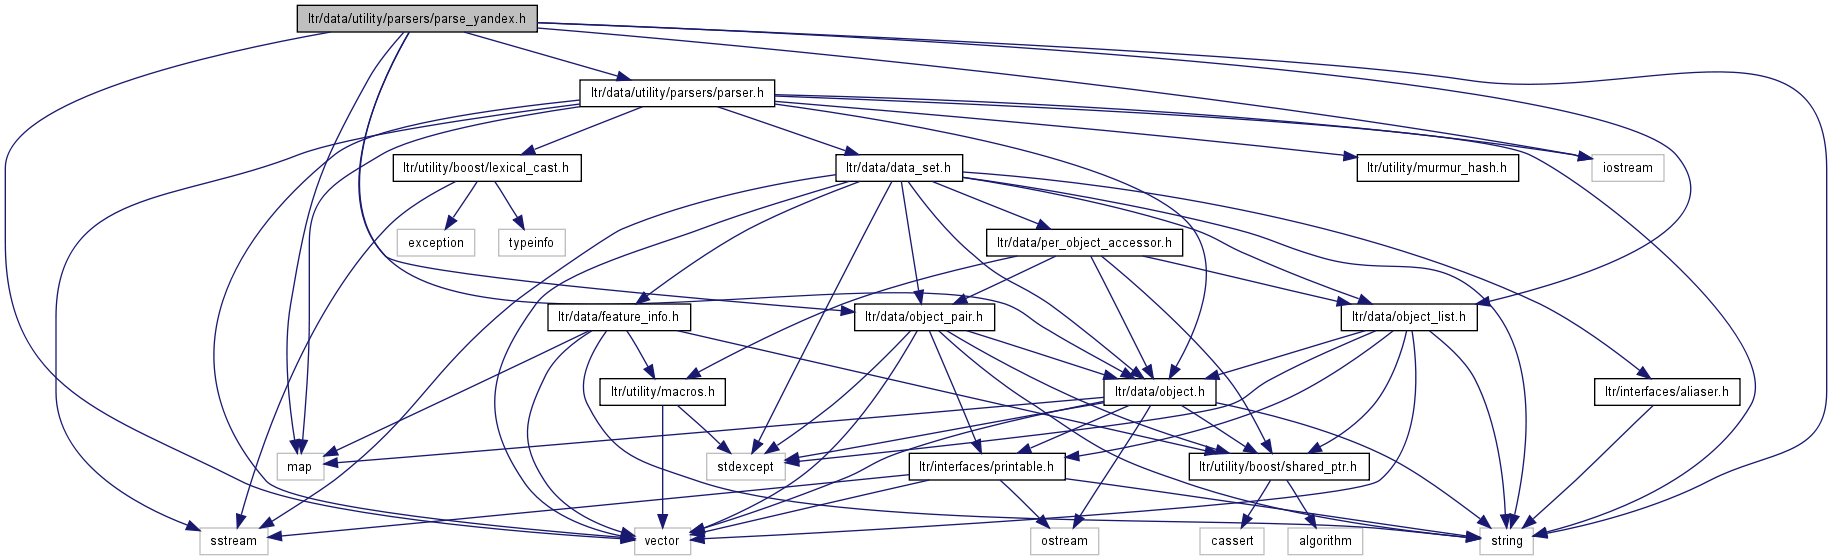 ltr/data/utility/parsers/parse_yandex.h
ltr/data/utility/parsers/parser.h
ltr/utility/boost/lexical_cast.h
ltr/data/data_set.h
ltr/utility/murmur_hash.h
iostream
exception
typeinfo
ltr/data/per_object_accessor.h
ltr/data/feature_info.h
ltr/data/object_pair.h
ltr/data/object_list.h
ltr/utility/macros.h
ltr/data/object.h
ltr/interfaces/aliaser.h
map
stdexcept
ltr/interfaces/printable.h
ltr/utility/boost/shared_ptr.h
sstream
vector
ostream
cassert
algorithm
string